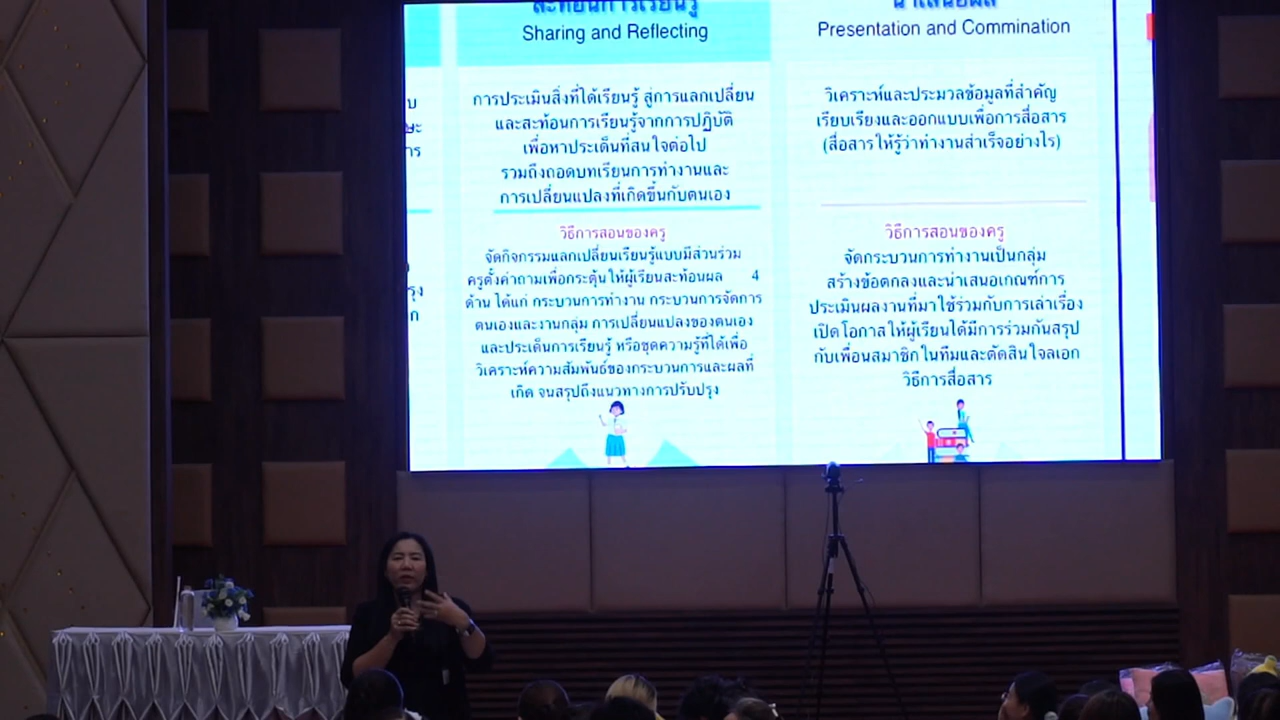 สะท้อนการเรียนรู้
Sharing and Reflecting
การประเมินสิ่งที่ได้เรียนรู้ สู่การแลกเปลี่ยน
และสะท้อนการเรียนรู้จากการปฏิบัติ
เพื่อหาประเด็นที่สนใจต่อไป
รวมถึงถอดบทเรียนการทำงานและ
การเปลี่ยนแปลงที่เกิดขึ้นกับตนเอง
วิธีการสอนของครู
จัดกิจกรรมแลกเปลี่ยนเรียนรู้แบบมีส่วนร่วม
ครูตั้งคำถามเพื่อกระตุ้นให้ผู้เรียนสะท้อนผล 4
ด้าน ได้แก่ กระบวนการทำงาน กระบวนการจัดการ
ตนเองและงานกลุ่ม การเปลี่ยนแปลงของตนเอง
และประเด็นการเรียนรู้ หรือชุดความรู้ที่ได้เพื่อ
วิเคราะห์ความสัมพันธ์ของกระบวนการและผลที่
เกิด จนสรุปถึงแนวทางการปรับปรุง
นำเสนอผล
Presentation and Commination
วิเคราะห์และประมวลข้อมูลที่สำคัญ
เรียบเรียงและออกแบบเพื่อการสื่อสาร
(สื่อสารให้รู้ว่าทำงานสำเร็จอย่างไร)
วิธีการสอนของครู
จัดกระบวนการทำงานเป็นกลุ่ม
สร้างข้อตกลงและนำเสนอเกณฑ์การ
ประเมินผลงานที่มาใช้ร่วมกับการเล่าเรื่อง
เปิดโอกาสให้ผู้เรียนได้มีการร่วมกันสรุป
กับเพื่อนสมาชิกในทีมและตัดสินใจเลอก
วิธีการสื่อสาร